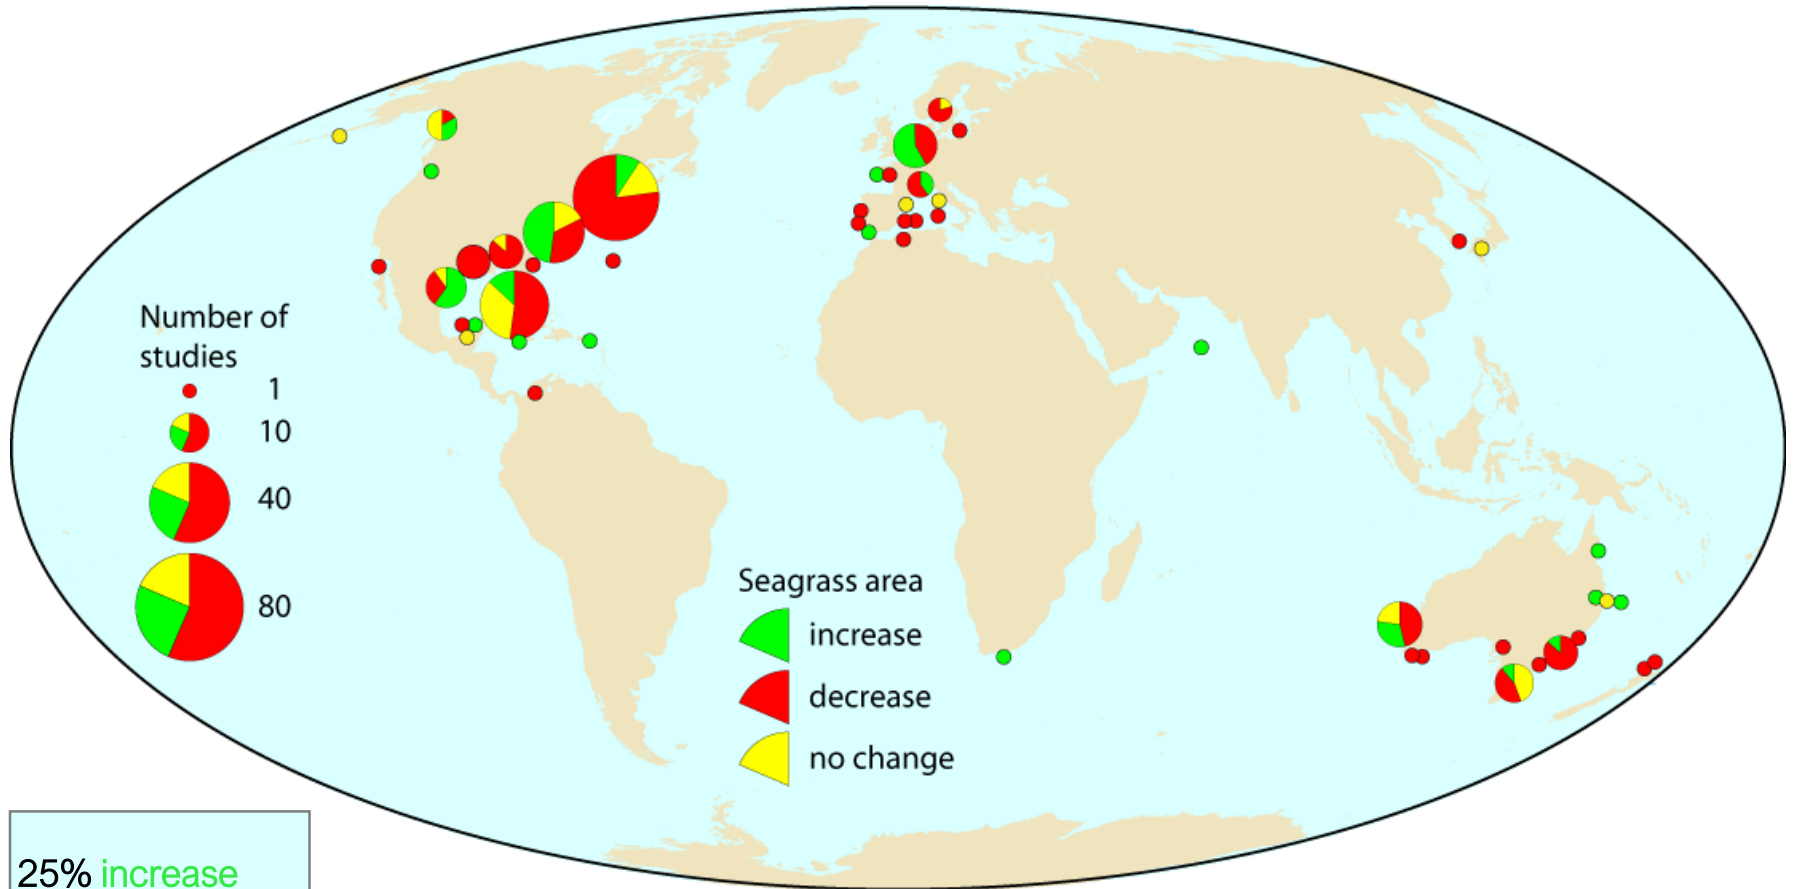 Number of
studies
1
10
40
80
Seagrass area
increase
decrease
no change
25% increase